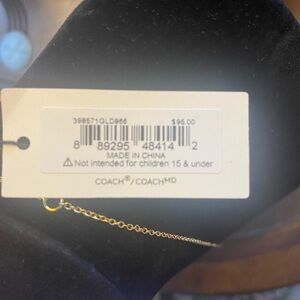 398571GLD966 $95.00
8 89295 48414 2
MADE IN CHINA
⚠ Not intended for children 15 & under
COACH®/COACHMD